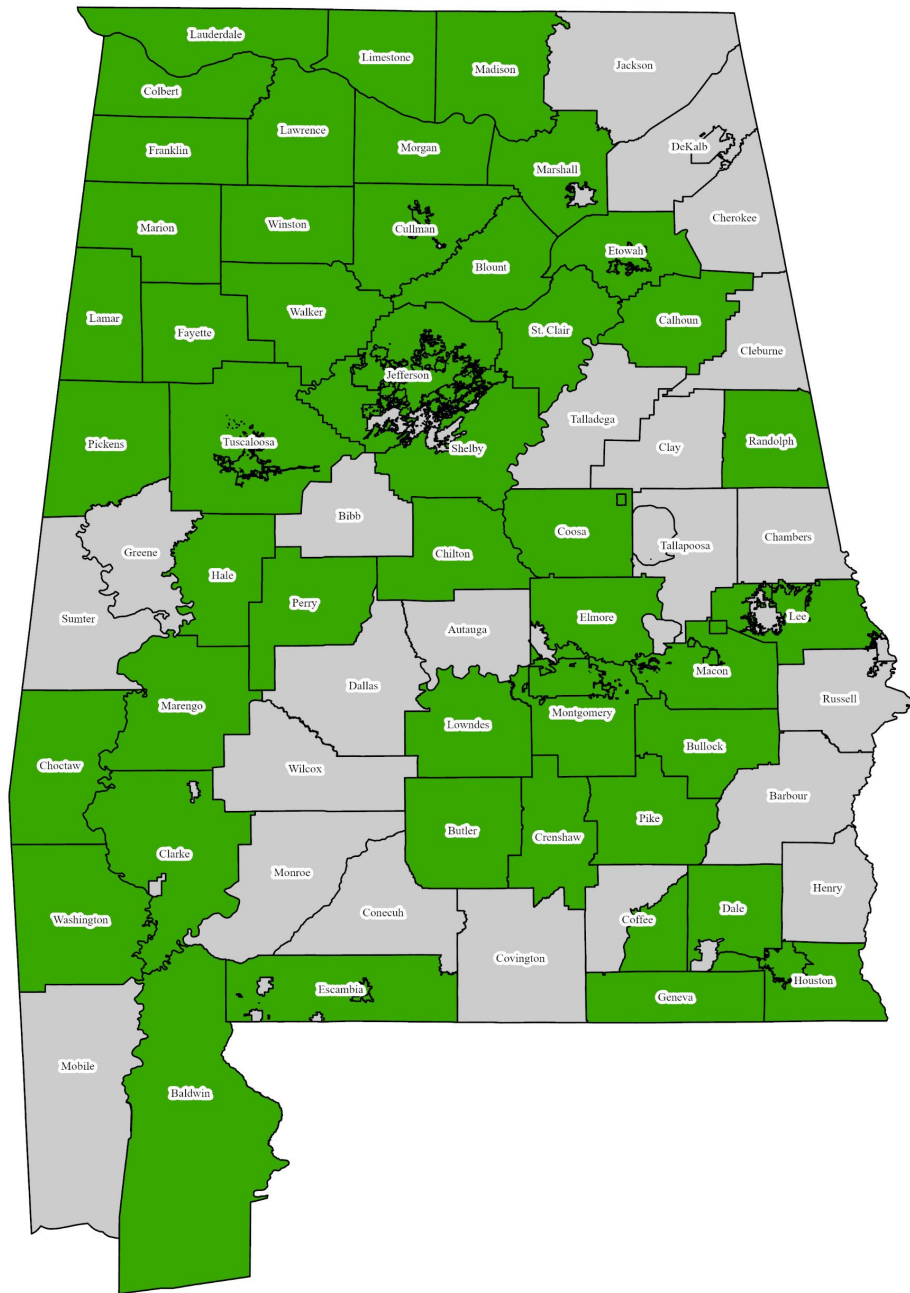 Lauderdale
Limestone
Madison
Jackson
Colbert
Lawrence
Franklin
Morgan
DeKalb
Marshall
Cherokee
Marion
Winston
Cullman
Etowah
Blount
Lamar
Fayette
Walker
St. Clair
Calhoun
Cleburne
Jefferson
Talladega
Pickens
Tuscaloosa
Shelby
Clay
Randolph
Bibb
Greene
Coosa
Tallapoosa
Chambers
Chilton
Hale
Perry
Sumter
Autauga
Elmore
Lee
Dallas
Macon
Marengo
Lowndes
Montgomery
Russell
Bullock
Choctaw
Wilcox
Barbour
Butler
Crenshaw
Pike
Clarke
Monroe
Henry
Washington
Conecuh
Coffee
Dale
Covington
Escambia
Geneva
Houston
Mobile
Baldwin